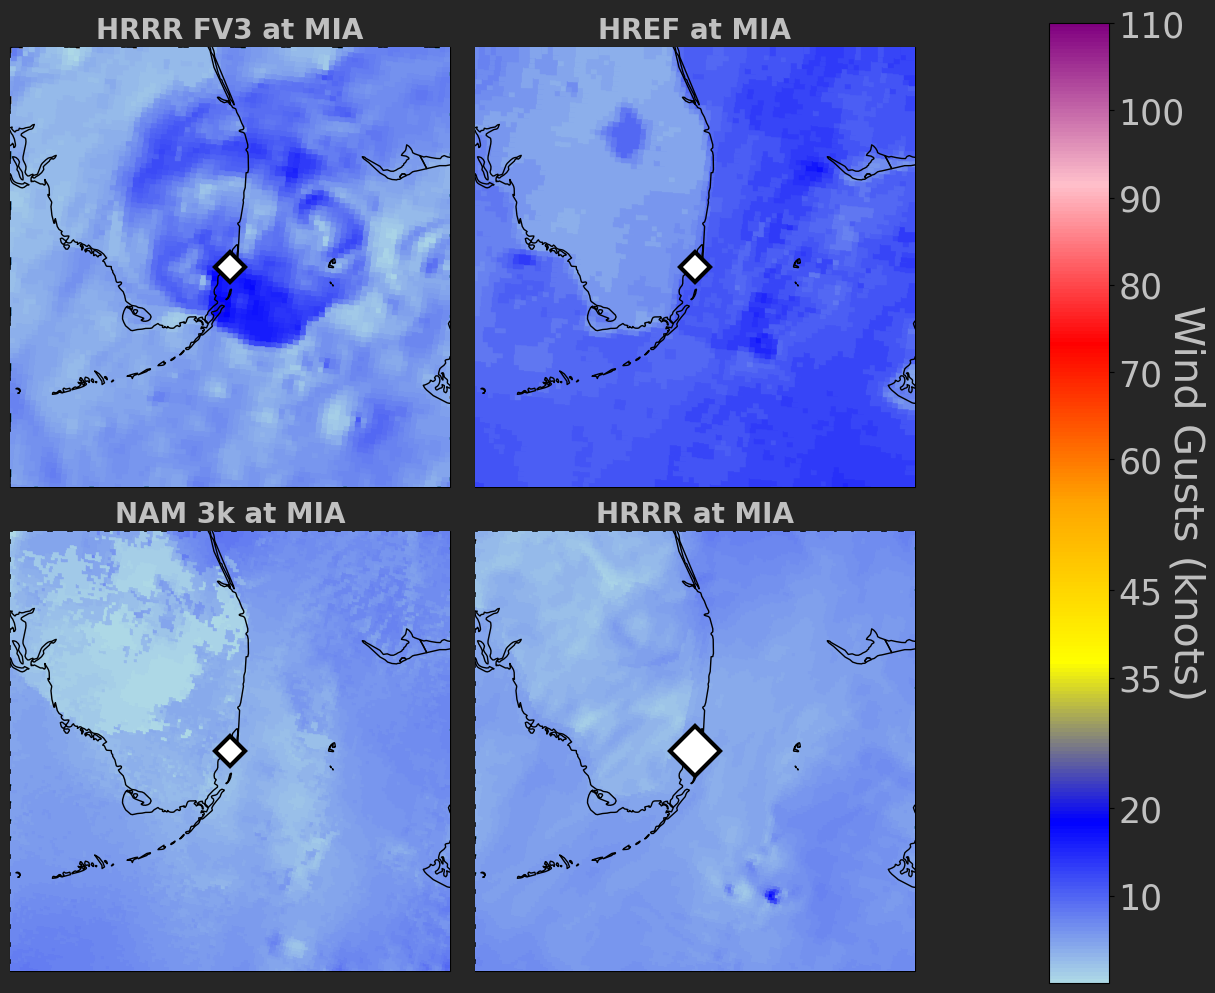 HRRR FV3 at MIA
HREF at MIA
NAM 3k at MIA
HRRR at MIA
110
100
90
80
70
60
45
35
20
10
Wind Gusts (knots)